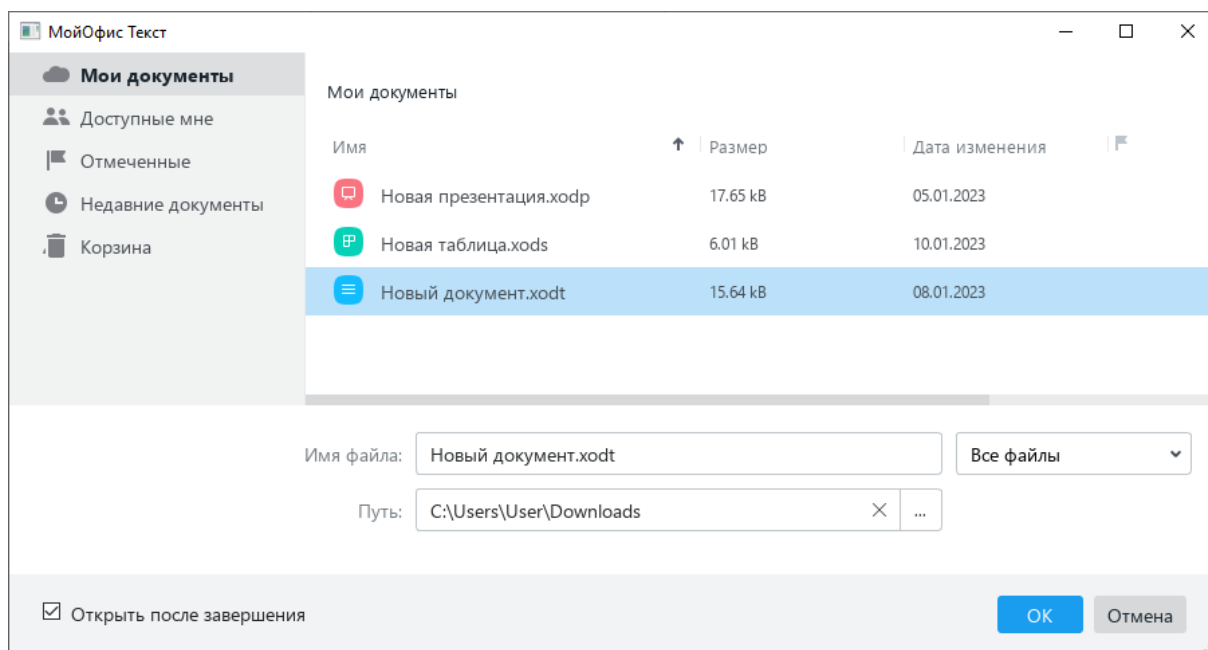 МойОфис Текст
Мои документы
Доступные мне
Отмеченные
Недавние документы
Корзина
Мои документы
Имя Размер Дата изменения
Новая презентация.xodp 17.65 kB 05.01.2023
Новая таблица.xods 6.01 kB 10.01.2023
Новый документ.xodt 15.64 kB 08.01.2023
Имя файла: Новый документ.xodt Все файлы
Путь: C:\Users\User\Downloads ...
Открыть после завершения OK Отмена